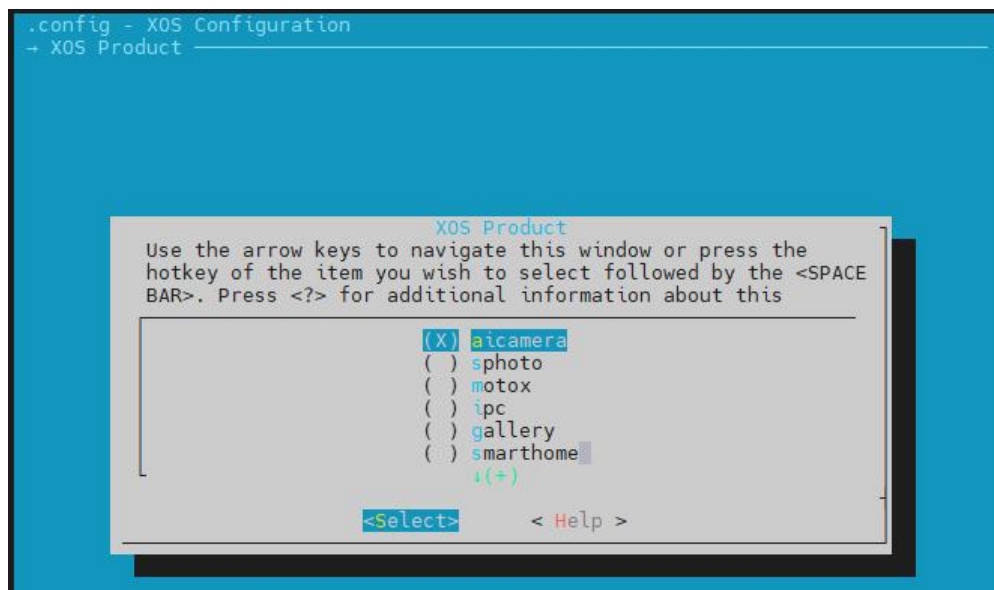 .config - XOS Configuration
→ XOS Product
XOS Product
Use the arrow keys to navigate this window or press the
hotkey of the item you wish to select followed by the <SPACE
BAR>. Press <?> for additional information about this
(X) aicamera
( ) sphoto
( ) motox
( ) ipc
( ) gallery
( ) smarthome
↓(+)
<Select> < Help >